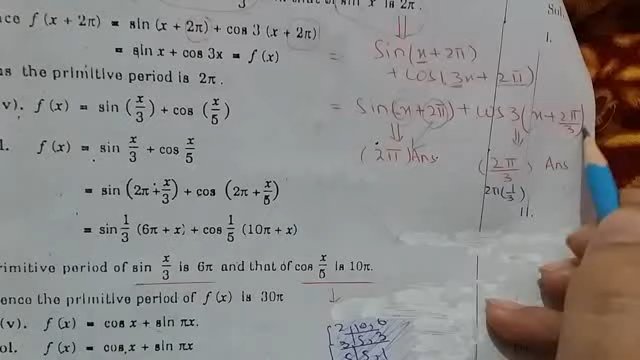 nce f(x + 2π) = sin (x + 2π) + cos 3 (x + 2π)
= sin x + cos 3x = f(x)
as the primitive period is 2π.
(v). f(x) = sin (x/3) + cos (x/5)
l. f(x) = sin x/3 + cos x/5
= sin (2π + x/3) + cos (2π + x/5)
= sin 1/3 (6π + x) + cos 1/5 (10π + x)
rimitive period of sin x/3 is 6π and that of cos x/5 is 10π.
ence the primitive period of f(x) is 30π
(v). f(x) = cos x + sin πx.
ol. f(x) = cos x + sin πx
= Sin(x + 2π)
+ cos(3x + 2π)
= Sin(x + 2π) + cos 3(x + 2π/3)
(2π) Ans (2π/3) Ans
2π(1/3)
I.
II.